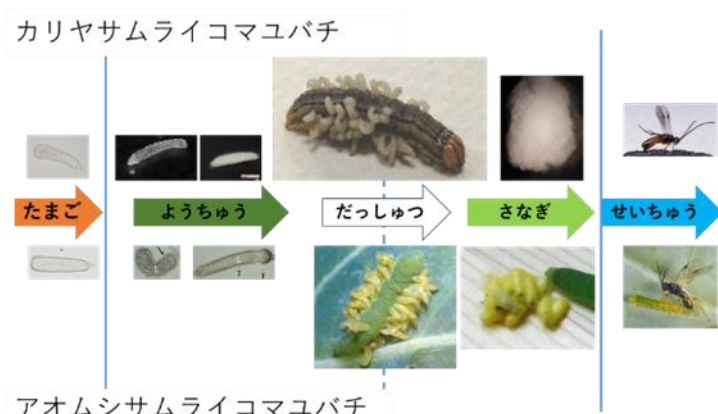 カリヤサムライコマユバチ
たまご
ようちゅう
だっしゅつ
さなぎ
せいちゅう
アオムシサムライコマユバチ